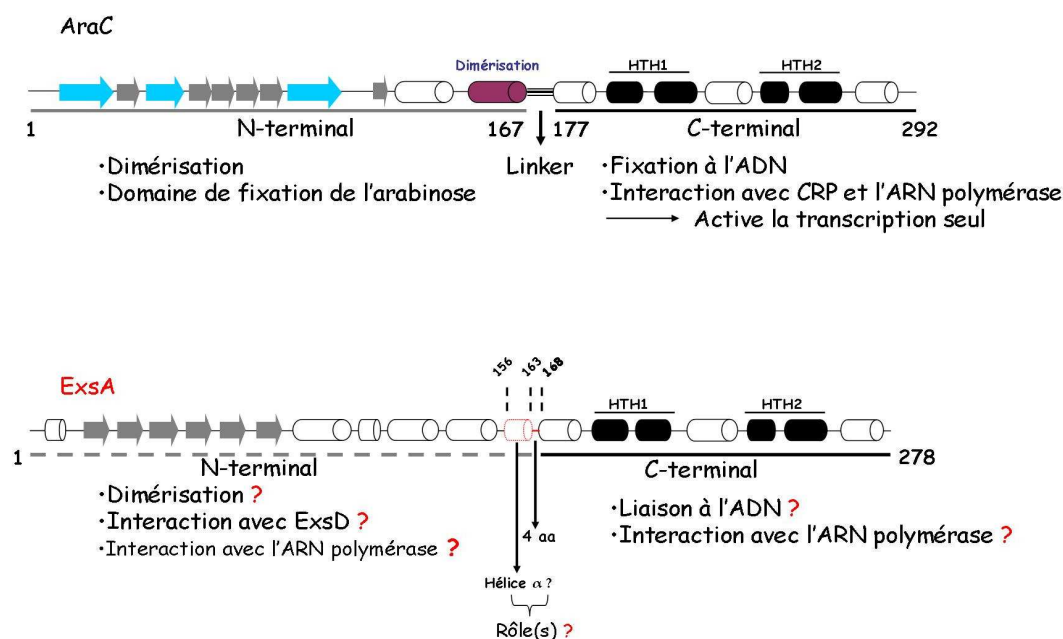 AraC
Dimérisation
HTH1
HTH2
1
N-terminal
167
177
C-terminal
292
·Dimérisation
·Domaine de fixation de l'arabinose
Linker
·Fixation à l'ADN
·Interaction avec CRP et l'ARN polymérase
Active la transcription seul
156
163
168
ExsA
HTH1
HTH2
1
N-terminal
C-terminal
278
·Dimérisation ?
·Interaction avec ExsD ?
·Interaction avec l'ARN polymérase ?
4 aa
·Liaison à l'ADN ?
·Interaction avec l'ARN polymérase ?
Hélice α ?
Rôle(s) ?